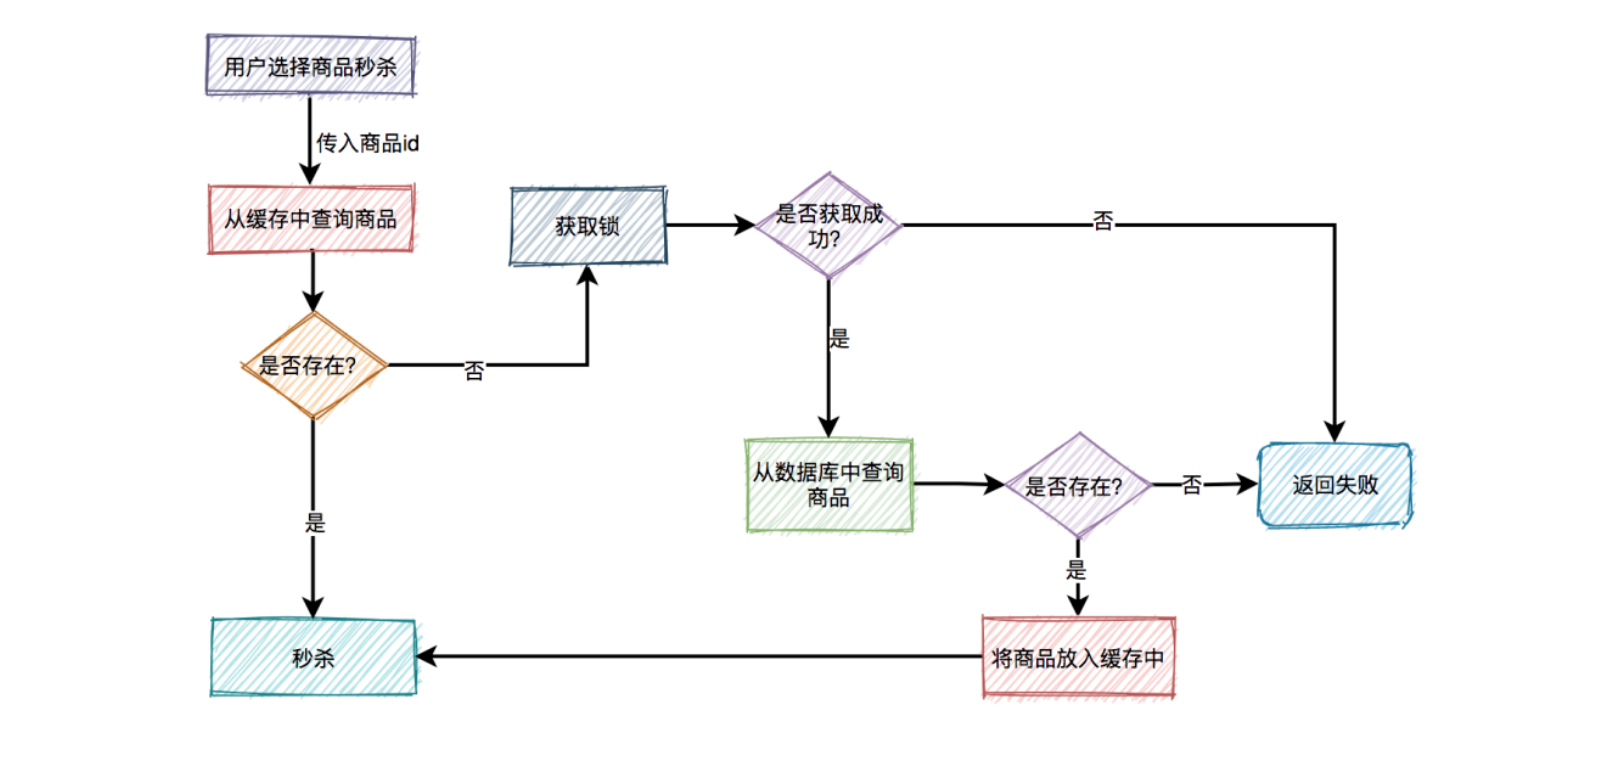 用户选择商品秒杀
传入商品id
从缓存中查询商品
是否存在?
否
是
获取锁
是否获取成
功?
否
是
从数据库中查询
商品
是否存在?
否
返回失败
是
将商品放入缓存中
秒杀